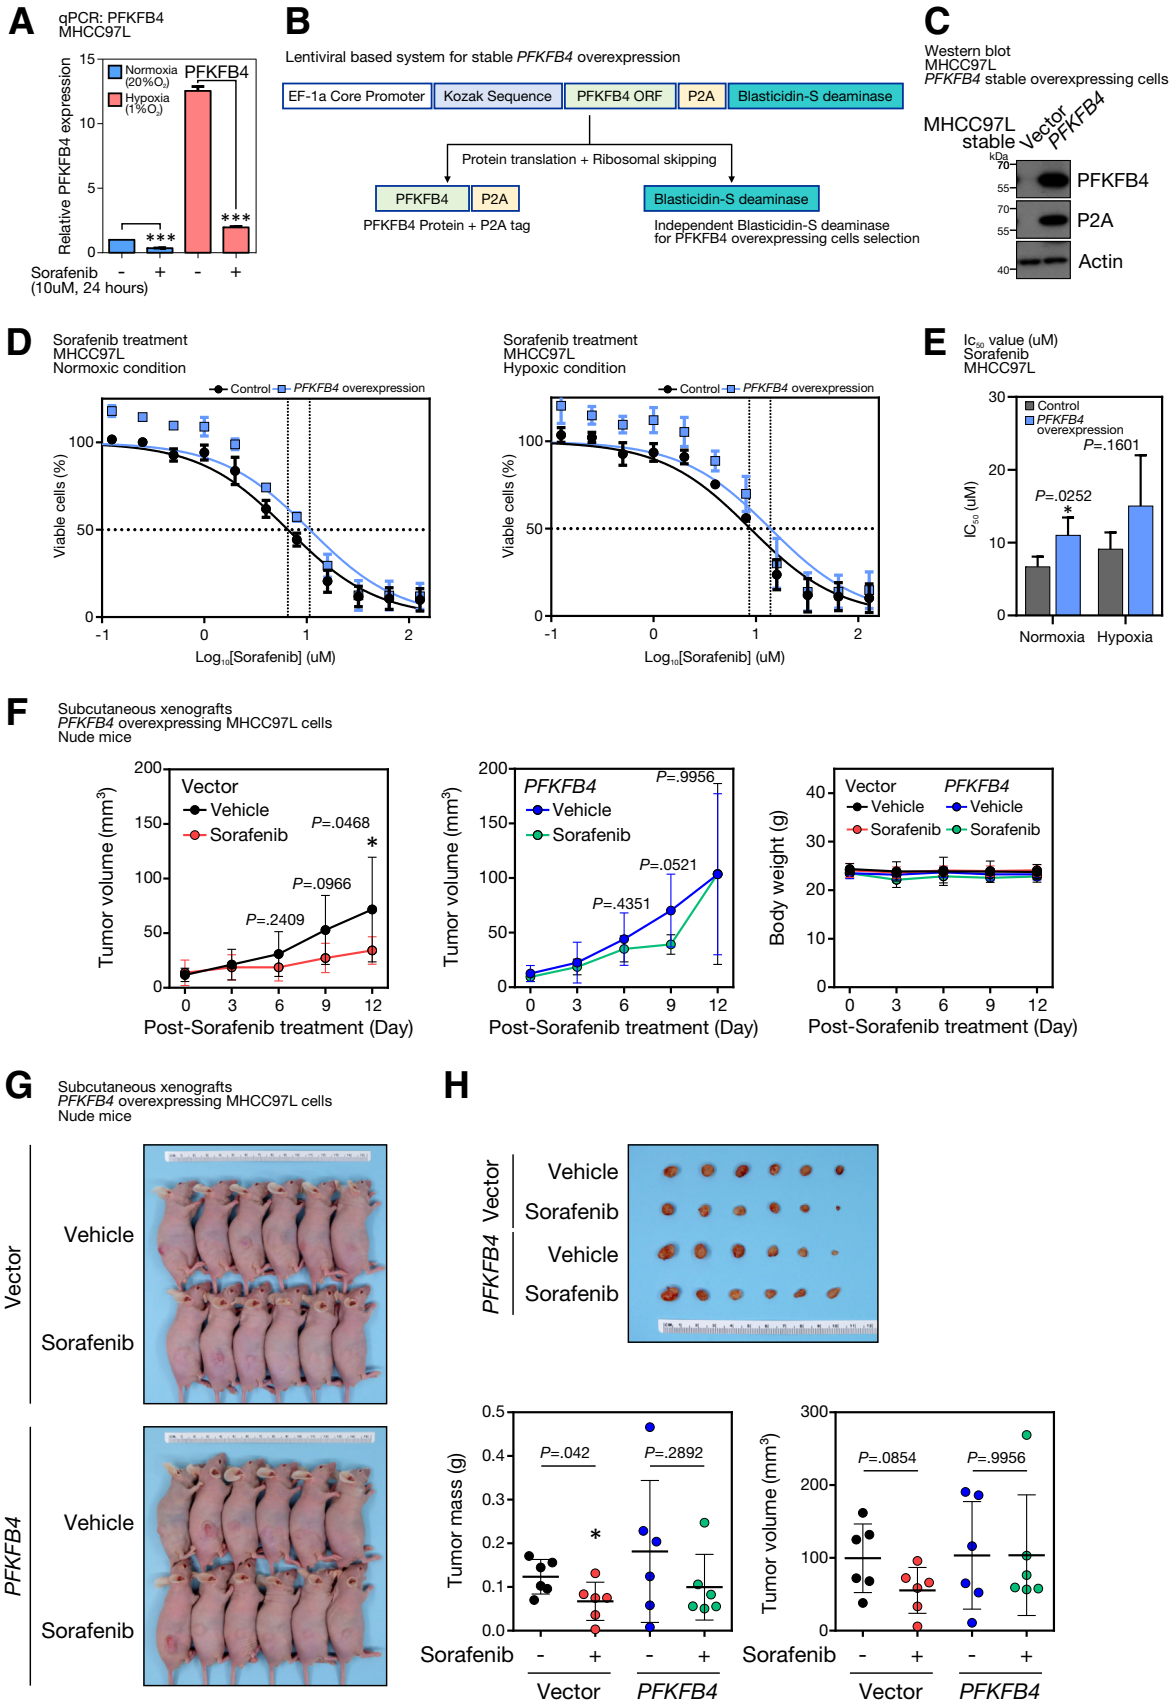 A
qPCR: PFKFB4
MHCC97L
Relative PFKFB4 expression
15
10
5
0
Normoxia
(20%O2)
Hypoxia
(1%O2)
PFKFB4
***
***
- + - +
Sorafenib
(10uM, 24 hours)
B
Lentiviral based system for stable PFKFB4 overexpression
EF-1a Core Promoter Kozak Sequence PFKFB4 ORF P2A Blasticidin-S deaminase
Protein translation + Ribosomal skipping
PFKFB4 P2A
PFKFB4 Protein + P2A tag
Blasticidin-S deaminase
Independent Blasticidin-S deaminase
for PFKFB4 overexpressing cells selection
C
Western blot
MHCC97L
PFKFB4 stable overexpressing cells
MHCC97L
stable
Vector
PFKFB4
kDa
70
55
PFKFB4
70
55
P2A
40
Actin
D
Sorafenib treatment
MHCC97L
Normoxic condition
Control PFKFB4 overexpression
Viable cells (%)
100
50
0
-1 0 1 2
Log10[Sorafenib] (uM)
Sorafenib treatment
MHCC97L
Hypoxic condition
Control PFKFB4 overexpression
Viable cells (%)
100
50
0
-1 0 1 2
Log10[Sorafenib] (uM)
E
Ic50 value (uM)
Sorafenib
MHCC97L
IC50 (uM)
30
20
10
0
Control
PFKFB4
overexpression
P=.1601
P=.0252
*
Normoxia Hypoxia
F
Subcutaneous xenografts
PFKFB4 overexpressing MHCC97L cells
Nude mice
Tumor volume (mm3)
200
150
100
50
0
Vector
Vehicle
Sorafenib
P=.0468
*
P=.0966
P=.2409
0 3 6 9 12
Post-Sorafenib treatment (Day)
Tumor volume (mm3)
200
150
100
50
0
PFKFB4
Vehicle
Sorafenib
P=.9956
P=.0521
P=.4351
0 3 6 9 12
Post-Sorafenib treatment (Day)
Body weight (g)
40
30
20
10
0
Vector PFKFB4
Vehicle Vehicle
Sorafenib Sorafenib
0 3 6 9 12
Post-Sorafenib treatment (Day)
G
Subcutaneous xenografts
PFKFB4 overexpressing MHCC97L cells
Nude mice
Vector
Vehicle
Sorafenib
PFKFB4
Vehicle
Sorafenib
H
Vector
Vehicle
Sorafenib
PFKFB4
Vehicle
Sorafenib
Tumor mass (g)
0.5
0.4
0.3
0.2
0.1
0.0
P=.042
P=.2892
*
Sorafenib - + - +
Vector PFKFB4
Tumor volume (mm3)
300
200
100
0
P=.0854
P=.9956
Sorafenib - + - +
Vector PFKFB4